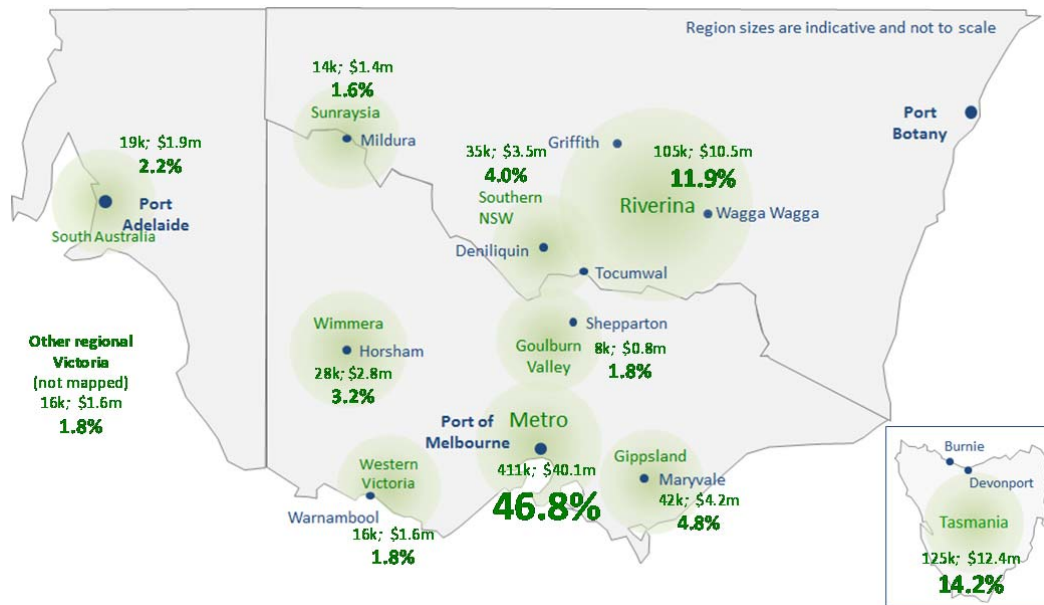 Region sizes are indicative and not to scale
14k; $1.4m
1.6%
Sunraysia
Mildura
19k; $1.9m
2.2%
Port
Adelaide
South Australia
35k; $3.5m
4.0%
Southern
NSW
Deniliquin
Griffith
105k; $10.5m
11.9%
Riverina
Wagga Wagga
Tocumwal
Port
Botany
Other regional
Victoria
(not mapped)
16k; $1.6m
1.8%
Wimmera
Horsham
28k; $2.8m
3.2%
Shepparton
Goulburn
Valley
8k; $0.8m
1.8%
Metro
Port of
Melbourne
411k; $40.1m
46.8%
Western
Victoria
Warnambool
16k; $1.6m
1.8%
Gippsland
Maryvale
42k; $4.2m
4.8%
Burnie
Devonport
Tasmania
125k; $12.4m
14.2%